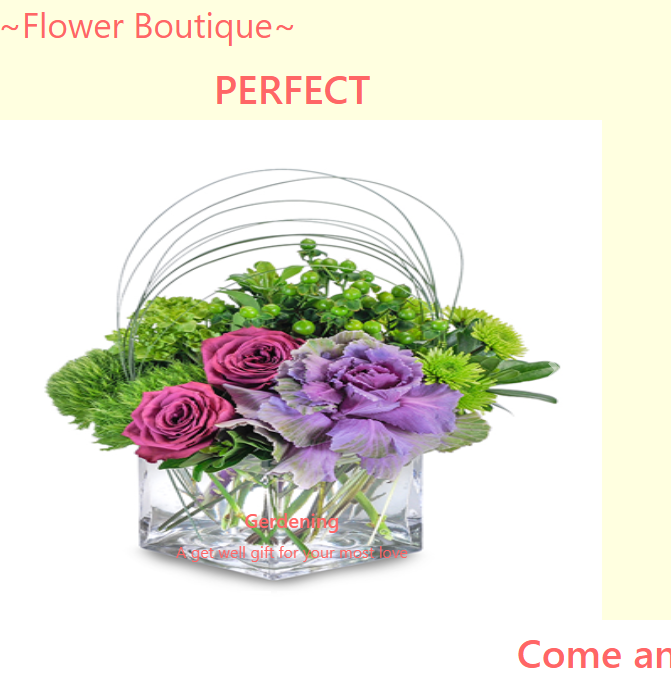 ~Flower Boutique~
PERFECT
Gerdening
A get well gift for your most love
Come an